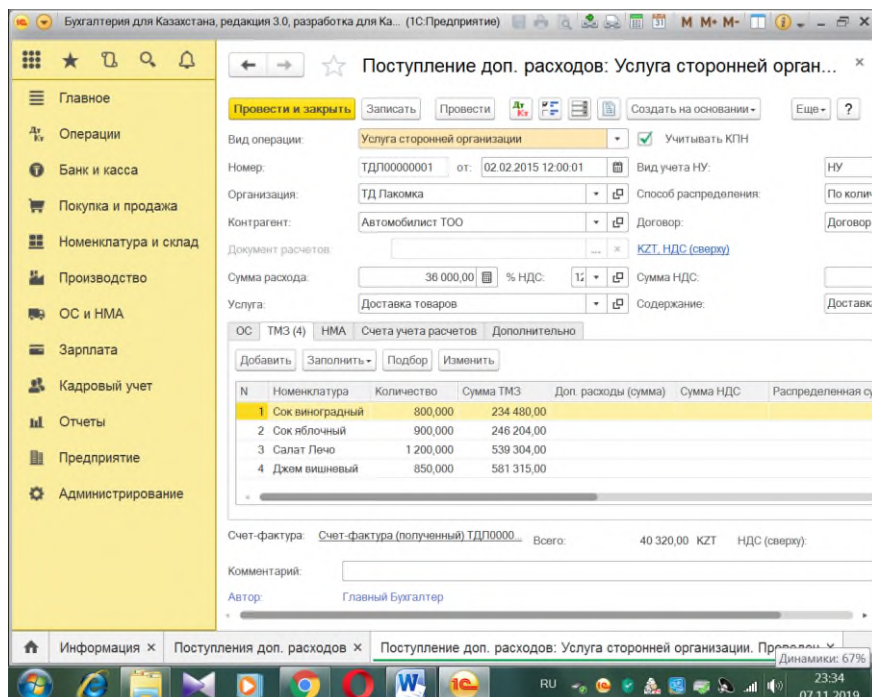 Бухгалтерия для Казахстана, редакция 3.0, разработка для Ка... (1С:Предприятие) M M+ M-
Поступление доп. расходов: Услуга сторонней орган...
Главное
Операции
Банк и касса
Покупка и продажа
Номенклатура и склад
Производство
ОС и НМА
Зарплата
Кадровый учет
Отчеты
Предприятие
Администрирование
Провести и закрыть Записать Провести Создать на основании Еще ?
Вид операции: Услуга сторонней организации Учитывать КПН
Номер: ТДЛ00000001 от: 02.02.2015 12:00:01 Вид учета НУ: НУ
Организация: ТД Лакомка Способ распределения: По колич
Контрагент: Автомобилист ТОО Договор: Договор
Документ расчетов: KZT, НДС (сверху)
Сумма расхода: 36 000,00 % НДС: 12 Сумма НДС:
Услуга: Доставка товаров Содержание: Доставка
ОС ТМЗ (4) НМА Счета учета расчетов Дополнительно
Добавить Заполнить Подбор Изменить
N Номенклатура Количество Сумма ТМЗ Доп. расходы (сумма) Сумма НДС Распределенная су
1 Сок виноградный 800,000 234 480,00
2 Сок яблочный 900,000 246 204,00
3 Салат Лечо 1 200,000 539 304,00
4 Джем вишневый 850,000 581 315,00
Счет-фактура: Счет-фактура (полученный) ТДЛ0000... Всего: 40 320,00 KZT НДС (сверху):
Комментарий:
Автор: Главный Бухгалтер
Информация × Поступления доп. расходов × Поступление доп. расходов: Услуга сторонней организации. Проведен ×
Динамики: 67%
RU 23:34
07.11.2019